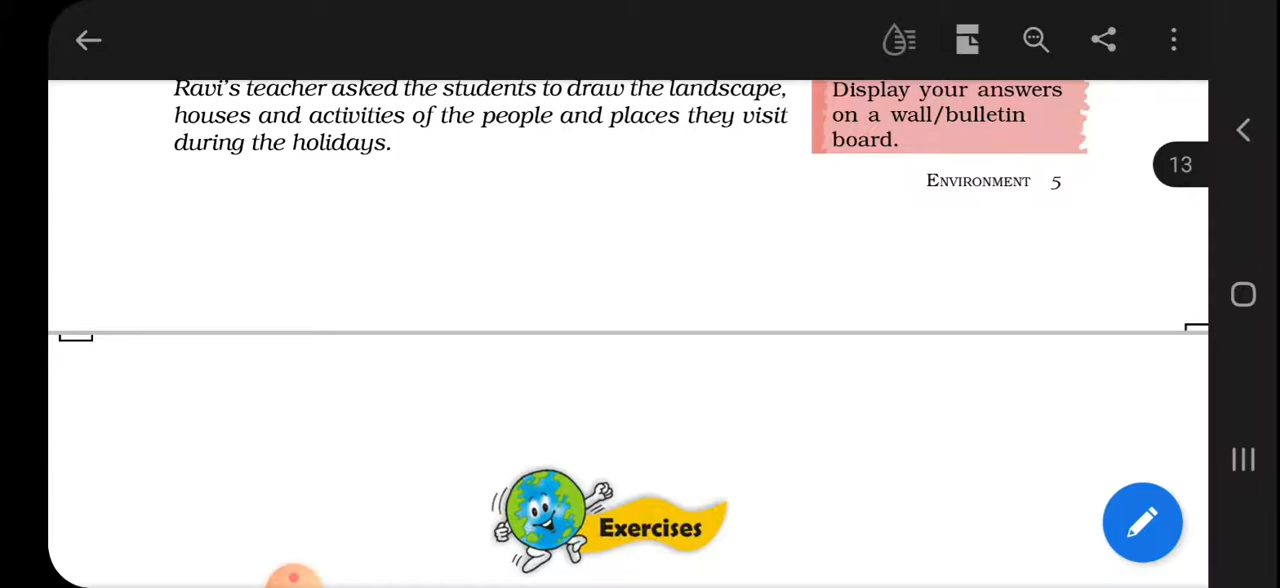 Ravi's teacher asked the students to draw the landscape,
houses and activities of the people and places they visit
during the holidays.
Display your answers
on a wall/bulletin
board.
13
ENVIRONMENT 5
Exercises